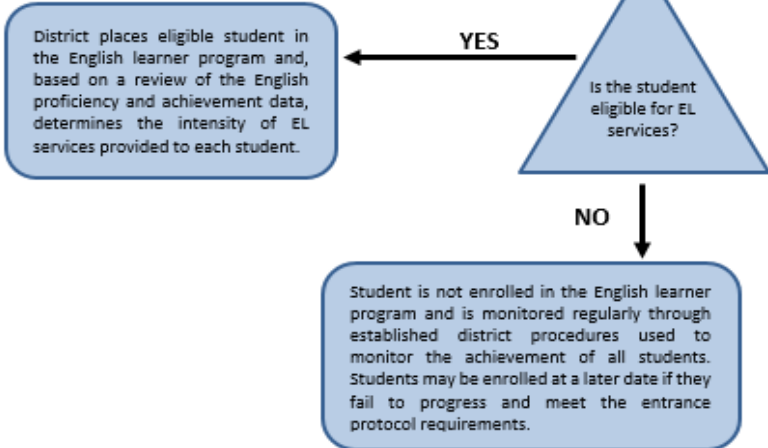 District places eligible student in
the English learner program and,
based on a review of the English
proficiency and achievement data,
determines the intensity of EL
services provided to each student.
YES
Is the student
eligible for EL
services?
NO
Student is not enrolled in the English learner
program and is monitored regularly through
established district procedures used to
monitor the achievement of all students.
Students may be enrolled at a later date if they
fail to progress and meet the entrance
protocol requirements.